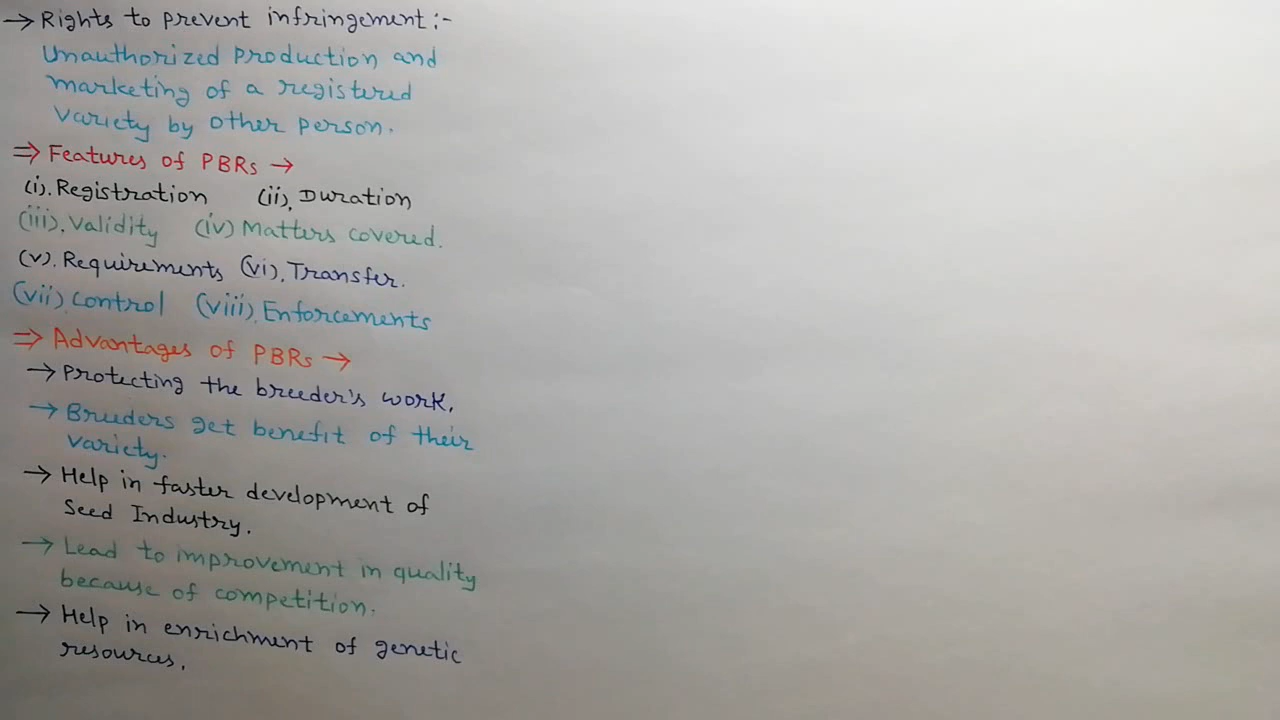 → Rights to prevent infringement:-
Unauthorized production and
marketing of a registered
variety by other person.
⇒ Features of PBRs →
(i). Registration (ii). Duration
(iii). Validity (iv) Matters covered.
(v). Requirements (vi). Transfer.
(vii). Control (viii). Enforcements
⇒ Advantages of PBRs →
→ Protecting the breeder's work.
→ Breeders get benefit of their
variety.
→ Help in faster development of
Seed Industry.
→ Lead to improvement in quality
because of competition.
→ Help in enrichment of genetic
resources.